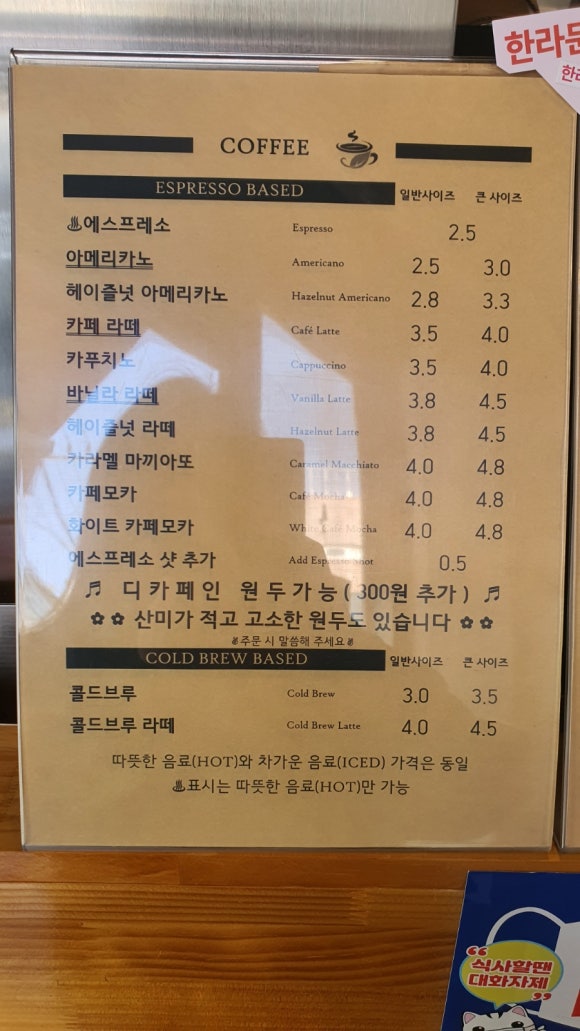 한라문
한라
COFFEE
ESPRESSO BASED 일반사이즈 큰 사이즈
♨에스프레소 Espresso 2.5
아메리카노 Americano 2.5 3.0
헤이즐넛 아메리카노 Hazelnut Americano 2.8 3.3
카페 라떼 Café Latte 3.5 4.0
카푸치노 Cappuccino 3.5 4.0
바닐라 라떼 Vanilla Latte 3.8 4.5
헤이즐넛 라떼 Hazelnut Latte 3.8 4.5
카라멜 마끼아또 Caramel Macchiato 4.0 4.8
카페모카 Café Mocha 4.0 4.8
화이트 카페모카 White Café Mocha 4.0 4.8
에스프레소 샷 추가 Add Espresso Shot 0.5
♬ 디카페인 원두가능 ( 300원 추가 ) ♬
✿ ✿ 산미가 적고 고소한 원두도 있습니다 ✿ ✿
✌주문 시 말씀해 주세요✌
COLD BREW BASED 일반사이즈 큰 사이즈
콜드브루 Cold Brew 3.0 3.5
콜드브루 라떼 Cold Brew Latte 4.0 4.5
따뜻한 음료(HOT)와 차가운 음료(ICED) 가격은 동일
♨표시는 따뜻한 음료(HOT)만 가능
“식사할땐
대화자제”